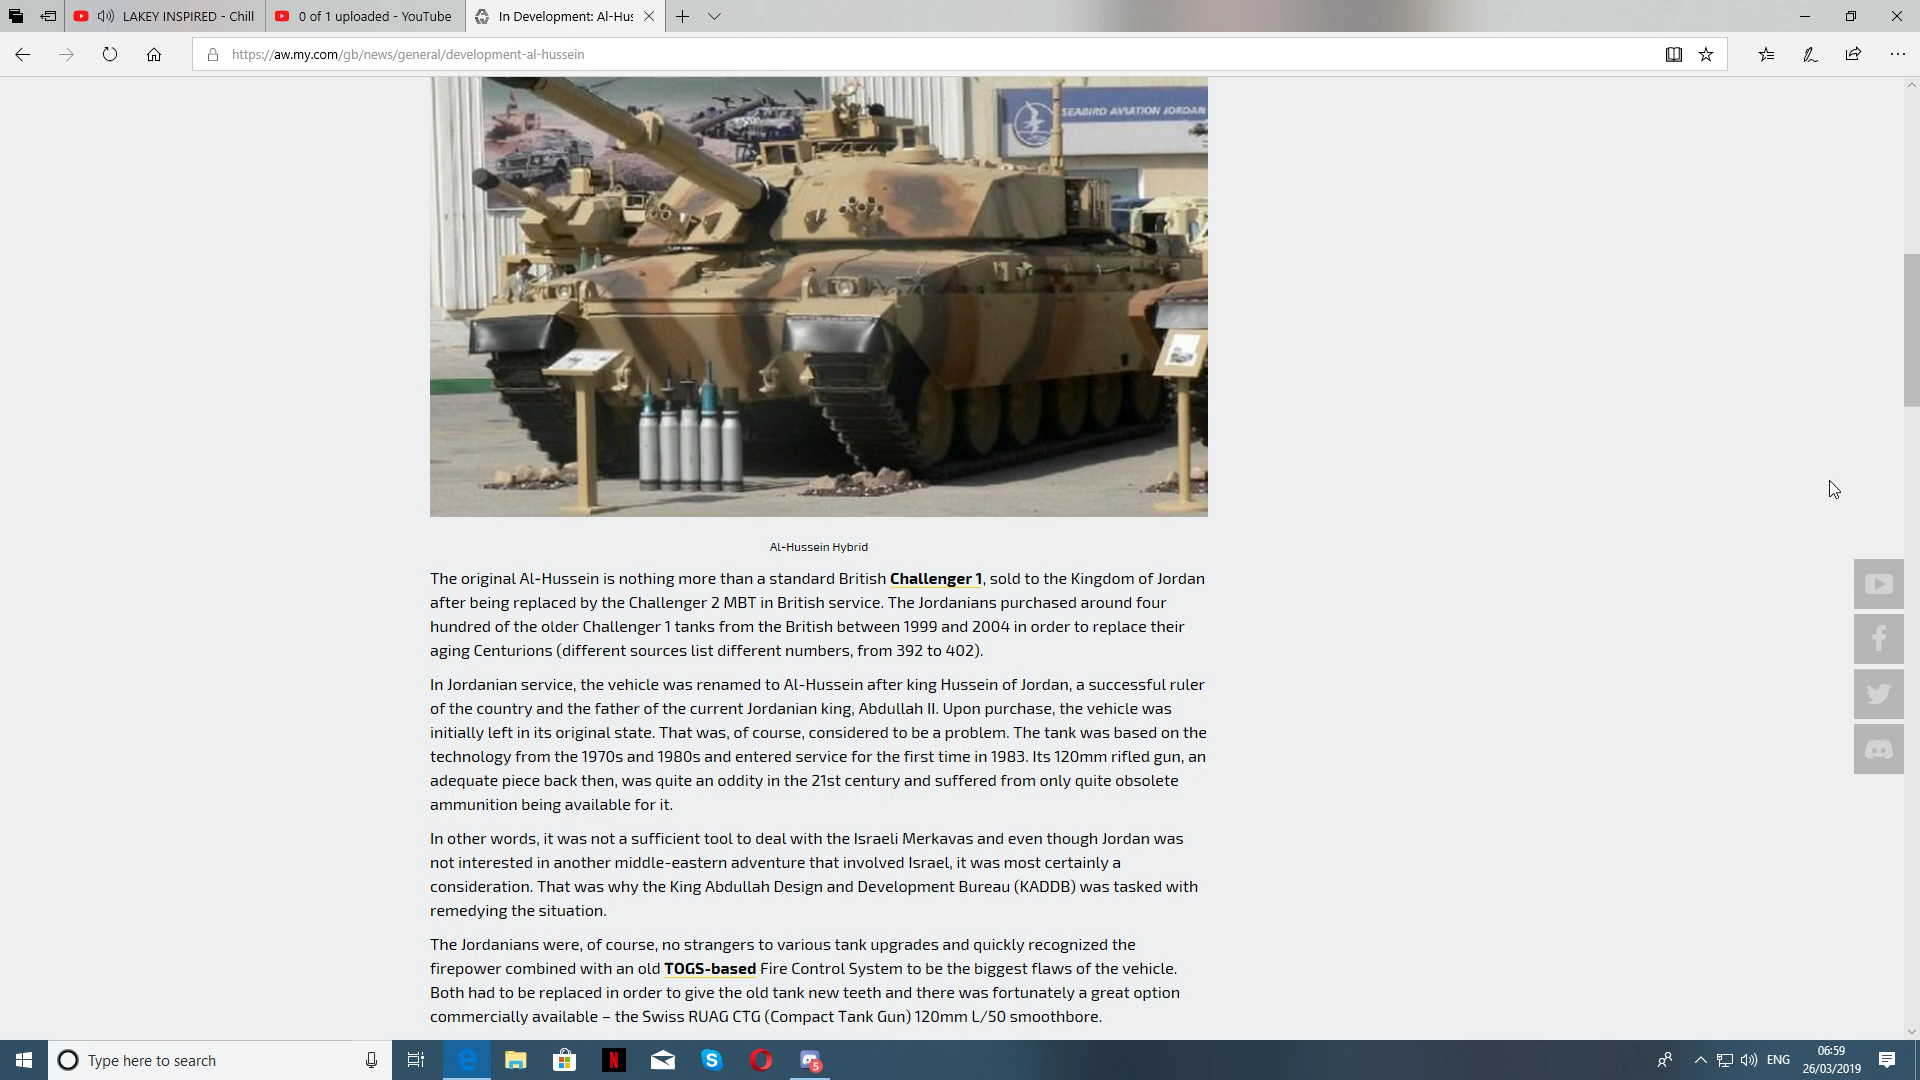 LAKEY INSPIRED - Chill
0 of 1 uploaded - YouTube
In Development: Al-Hus
https://aw.my.com/gb/news/general/development-al-hussein
SEABIRD AVIATION JORDAN
Al-Hussein Hybrid
The original Al-Hussein is nothing more than a standard British Challenger 1, sold to the Kingdom of Jordan
after being replaced by the Challenger 2 MBT in British service. The Jordanians purchased around four
hundred of the older Challenger 1 tanks from the British between 1999 and 2004 in order to replace their
aging Centurions (different sources list different numbers, from 392 to 402).
In Jordanian service, the vehicle was renamed to Al-Hussein after king Hussein of Jordan, a successful ruler
of the country and the father of the current Jordanian king, Abdullah II. Upon purchase, the vehicle was
initially left in its original state. That was, of course, considered to be a problem. The tank was based on the
technology from the 1970s and 1980s and entered service for the first time in 1983. Its 120mm rifled gun, an
adequate piece back then, was quite an oddity in the 21st century and suffered from only quite obsolete
ammunition being available for it.
In other words, it was not a sufficient tool to deal with the Israeli Merkavas and even though Jordan was
not interested in another middle-eastern adventure that involved Israel, it was most certainly a
consideration. That was why the King Abdullah Design and Development Bureau (KADDB) was tasked with
remedying the situation.
The Jordanians were, of course, no strangers to various tank upgrades and quickly recognized the
firepower combined with an old TOGS-based Fire Control System to be the biggest flaws of the vehicle.
Both had to be replaced in order to give the old tank new teeth and there was fortunately a great option
commercially available – the Swiss RUAG CTG (Compact Tank Gun) 120mm L/50 smoothbore.
Type here to search
5
ENG
06:59
26/03/2019